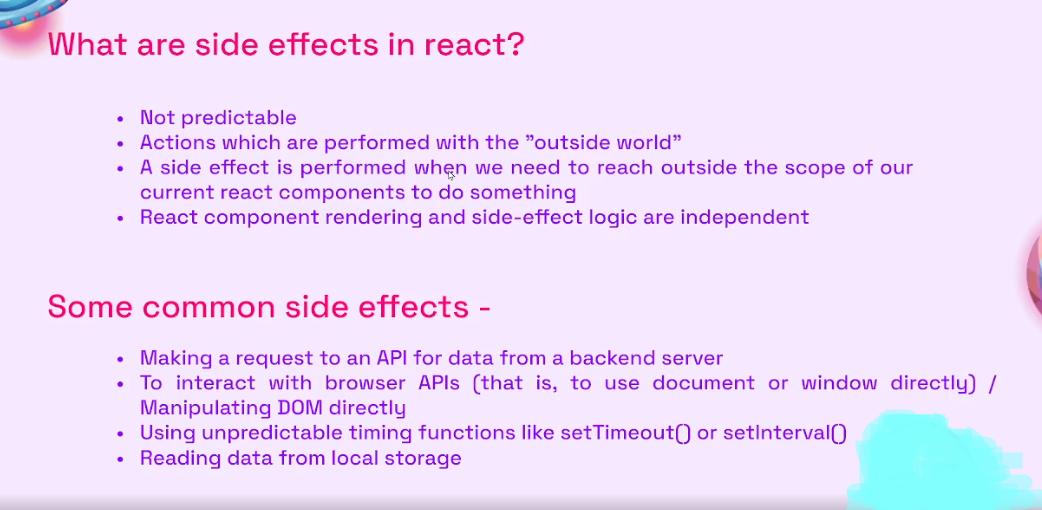 What are side effects in react?
• Not predictable
• Actions which are performed with the ”outside world”
• A side effect is performed when we need to reach outside the scope of our
current react components to do something
• React component rendering and side-effect logic are independent
Some common side effects -
• Making a request to an API for data from a backend server
• To interact with browser APIs (that is, to use document or window directly) /
Manipulating DOM directly
• Using unpredictable timing functions like setTimeout() or setInterval()
• Reading data from local storage